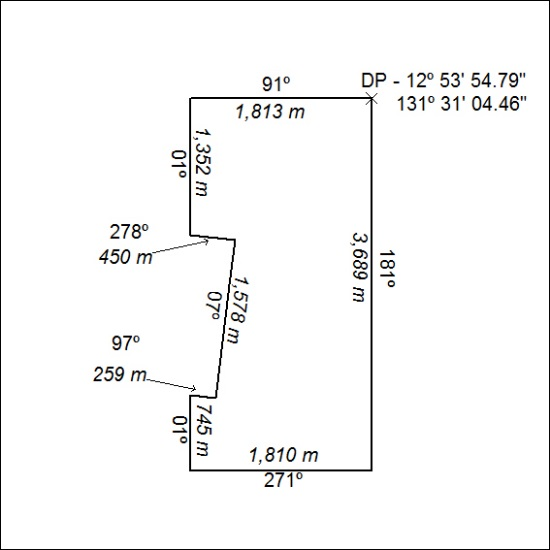 91º
DP - 12º 53' 54.79"
131º 31' 04.46"
1,813 m
01º
1,352 m
278º
450 m
3,689 m
181º
07º
1,578 m
97º
259 m
01º
745 m
1,810 m
271º